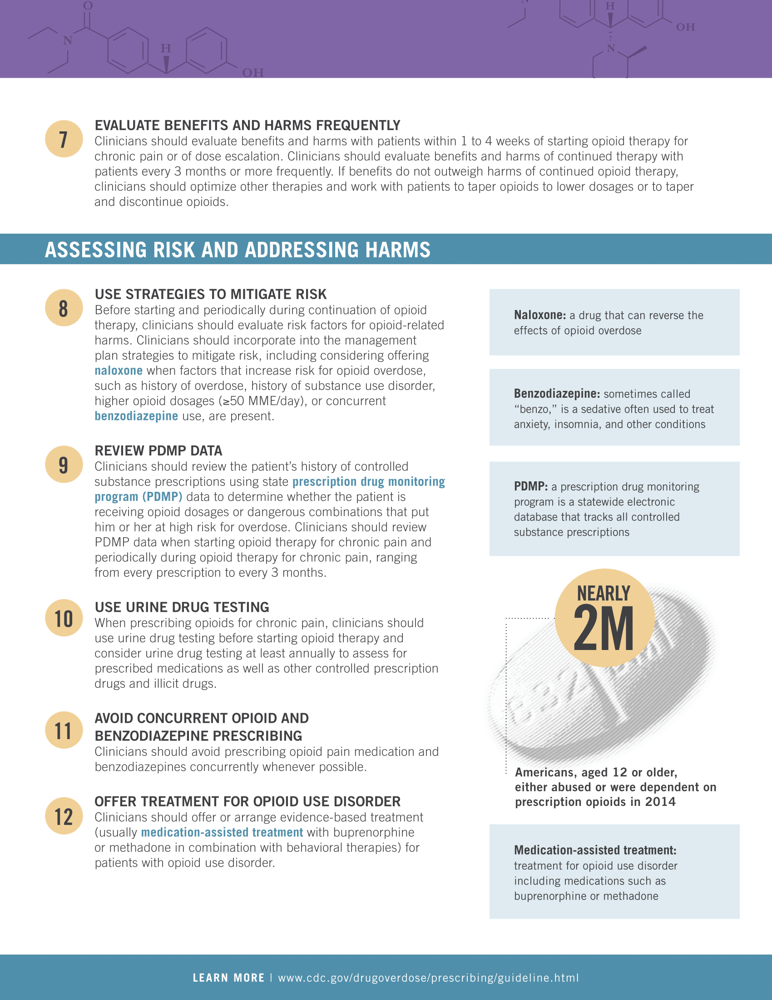 O
N
H
OH
N
H
OH
N
7
EVALUATE BENEFITS AND HARMS FREQUENTLY
Clinicians should evaluate benefits and harms with patients within 1 to 4 weeks of starting opioid therapy for
chronic pain or of dose escalation. Clinicians should evaluate benefits and harms of continued therapy with
patients every 3 months or more frequently. If benefits do not outweigh harms of continued opioid therapy,
clinicians should optimize other therapies and work with patients to taper opioids to lower dosages or to taper
and discontinue opioids.
ASSESSING RISK AND ADDRESSING HARMS
8
USE STRATEGIES TO MITIGATE RISK
Before starting and periodically during continuation of opioid
therapy, clinicians should evaluate risk factors for opioid-related
harms. Clinicians should incorporate into the management
plan strategies to mitigate risk, including considering offering
naloxone when factors that increase risk for opioid overdose,
such as history of overdose, history of substance use disorder,
higher opioid dosages (≥50 MME/day), or concurrent
benzodiazepine use, are present.
9
REVIEW PDMP DATA
Clinicians should review the patient’s history of controlled
substance prescriptions using state prescription drug monitoring
program (PDMP) data to determine whether the patient is
receiving opioid dosages or dangerous combinations that put
him or her at high risk for overdose. Clinicians should review
PDMP data when starting opioid therapy for chronic pain and
periodically during opioid therapy for chronic pain, ranging
from every prescription to every 3 months.
10
USE URINE DRUG TESTING
When prescribing opioids for chronic pain, clinicians should
use urine drug testing before starting opioid therapy and
consider urine drug testing at least annually to assess for
prescribed medications as well as other controlled prescription
drugs and illicit drugs.
11
AVOID CONCURRENT OPIOID AND
BENZODIAZEPINE PRESCRIBING
Clinicians should avoid prescribing opioid pain medication and
benzodiazepines concurrently whenever possible.
12
OFFER TREATMENT FOR OPIOID USE DISORDER
Clinicians should offer or arrange evidence-based treatment
(usually medication-assisted treatment with buprenorphine
or methadone in combination with behavioral therapies) for
patients with opioid use disorder.
Naloxone: a drug that can reverse the
effects of opioid overdose
Benzodiazepine: sometimes called
“benzo,” is a sedative often used to treat
anxiety, insomnia, and other conditions
PDMP: a prescription drug monitoring
program is a statewide electronic
database that tracks all controlled
substance prescriptions
NEARLY
2M
Americans, aged 12 or older,
either abused or were dependent on
prescription opioids in 2014
Medication-assisted treatment:
treatment for opioid use disorder
including medications such as
buprenorphine or methadone
LEARN MORE | www.cdc.gov/drugoverdose/prescribing/guideline.html